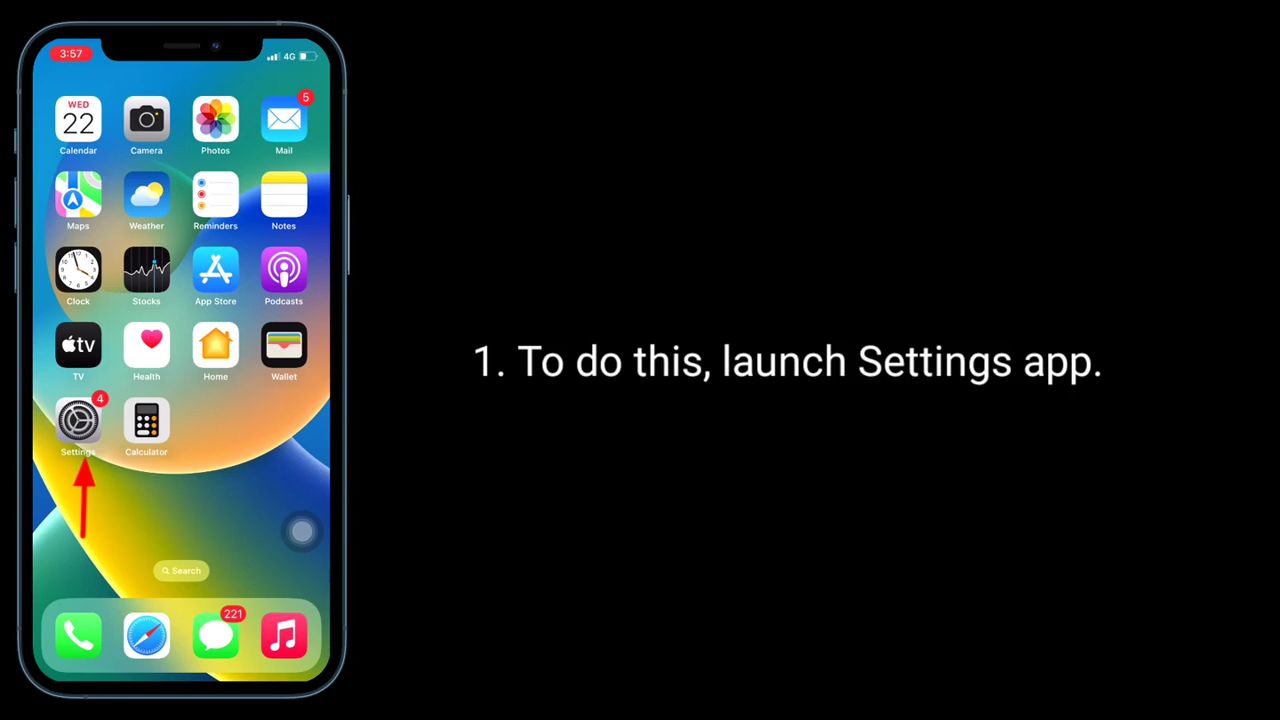 3:57
4G
WED
22
Calendar
Camera
Photos
5
Mail
Maps
Weather
Reminders
Notes
Clock
Stocks
App Store
Podcasts
tv
TV
Health
Home
Wallet
4
Settings
Calculator
1. To do this, launch Settings app.
Search
221